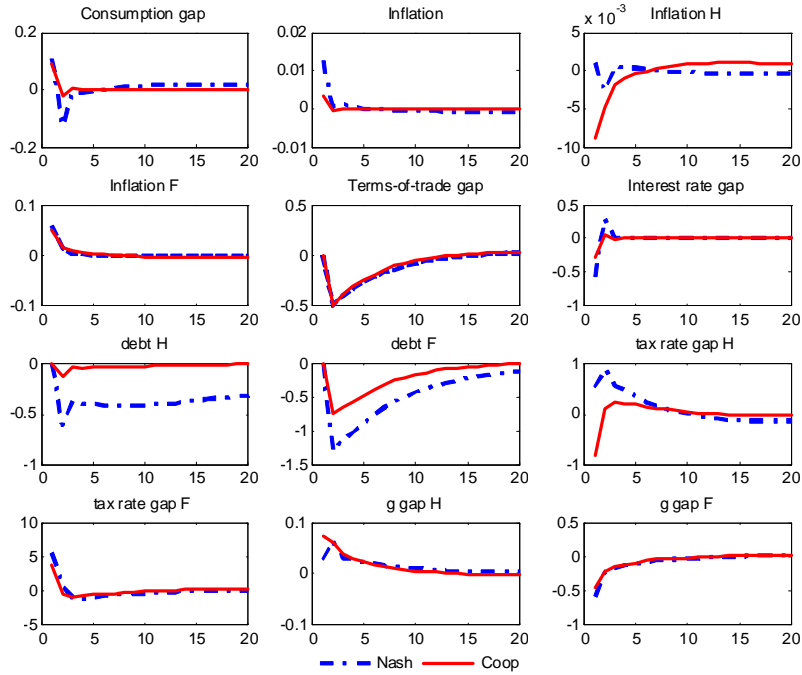 Consumption gap Inflation Inflation H
0.2 0.02 5 x 10 -3
0 0.01 0
0 -5
-0.2 -0.01 -10
0 5 10 15 20 0 5 10 15 20 0 5 10 15 20
Inflation F Terms-of-trade gap Interest rate gap
0.1 0.5 0.5
0 0 0
-0.5
-0.1 -0.5 -1
0 5 10 15 20 0 5 10 15 20 0 5 10 15 20
debt H debt F tax rate gap H
0 0 1
-0.5 -0.5 0
-1
-1 -1.5 1
0 5 10 15 20 0 5 10 15 20 0 5 10 15 20
tax rate gap F g gap H g gap F
10 0.1 0.5
5 0 0
0 -0.5
-5 -0.1 -1
0 5 10 15 20 0 5 10 15 20 0 5 10 15 20
Nash Coop